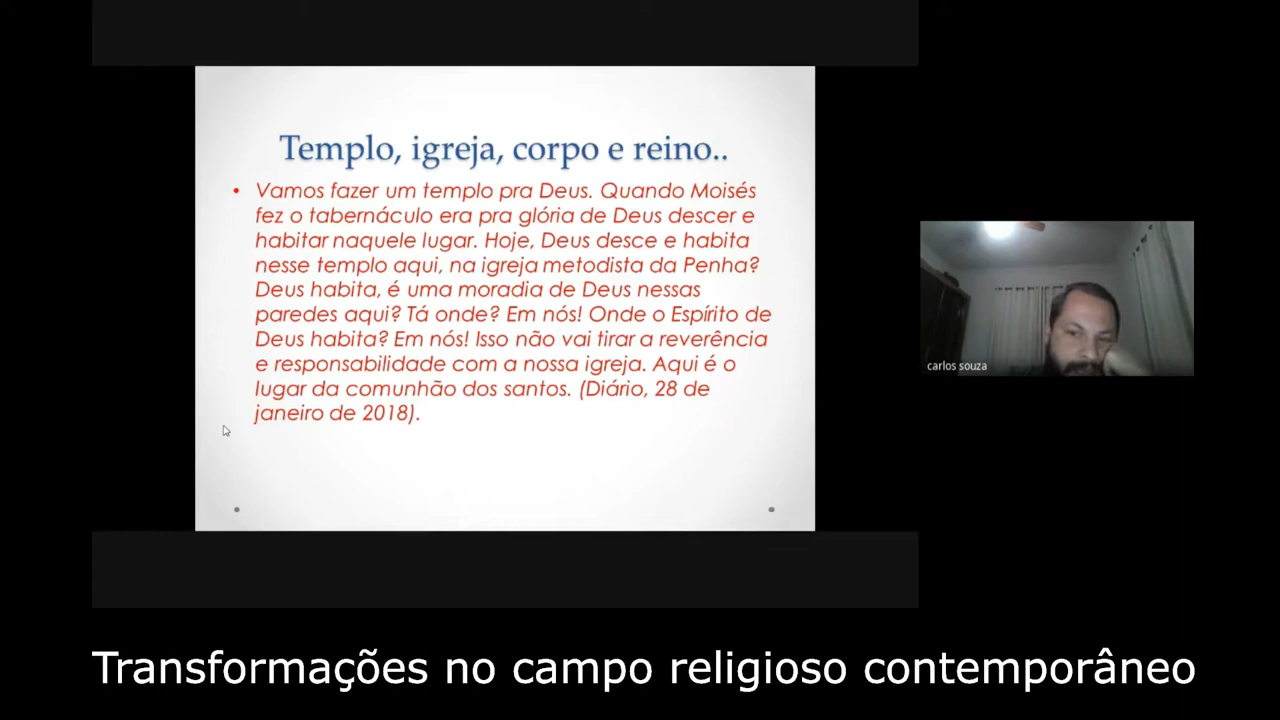 Templo, igreja, corpo e reino..
• Vamos fazer um templo pra Deus. Quando Moisés
fez o tabernáculo era pra glória de Deus descer e
habitar naquele lugar. Hoje, Deus desce e habita
nesse templo aqui, na igreja metodista da Penha?
Deus habita, é uma moradia de Deus nessas
paredes aqui? Tá onde? Em nós! Onde o Espírito de
Deus habita? Em nós! Isso não vai tirar a reverência
e responsabilidade com a nossa igreja. Aqui é o
lugar da comunhão dos santos. (Diário, 28 de
janeiro de 2018).
carlos souza
Transformações no campo religioso contemporâneo